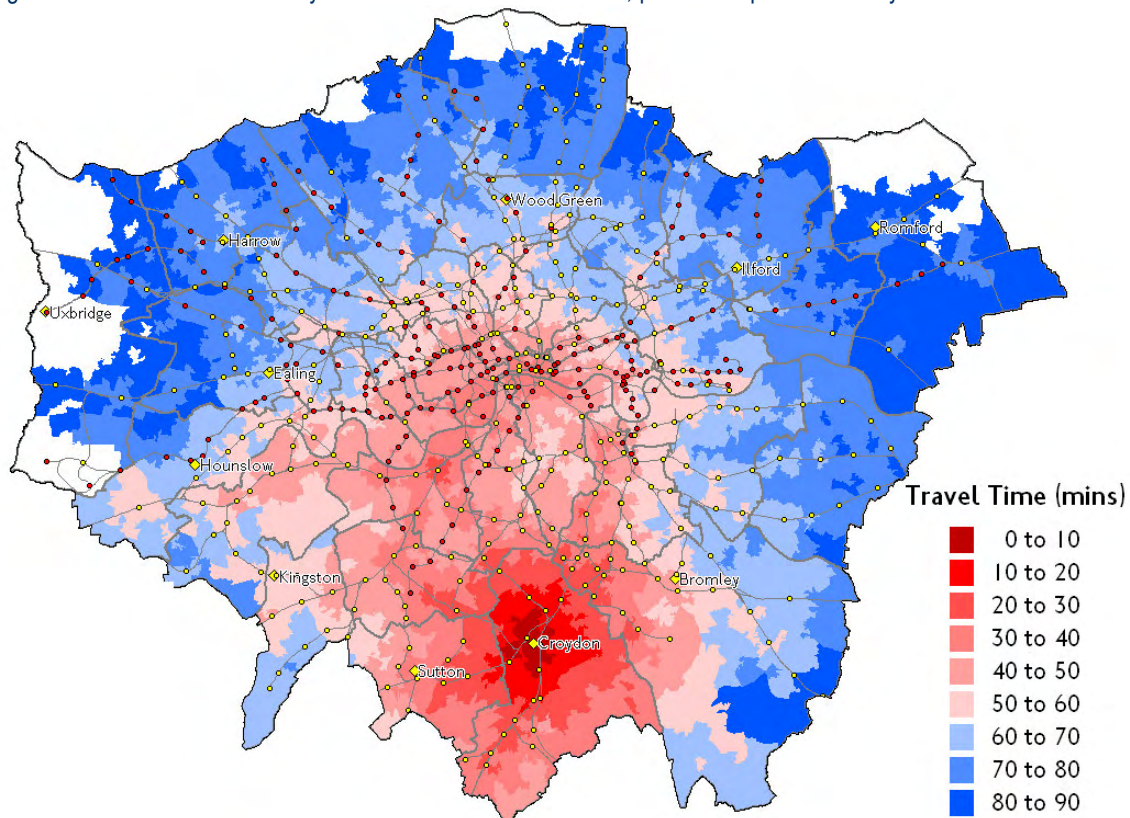 Wood Green
Harrow
Romford
Ilford
Uxbridge
Ealing
Hounslow
Kingston
Bromley
Croydon
Sutton
Travel Time (mins)
0 to 10
10 to 20
20 to 30
30 to 40
40 to 50
50 to 60
60 to 70
70 to 80
80 to 90